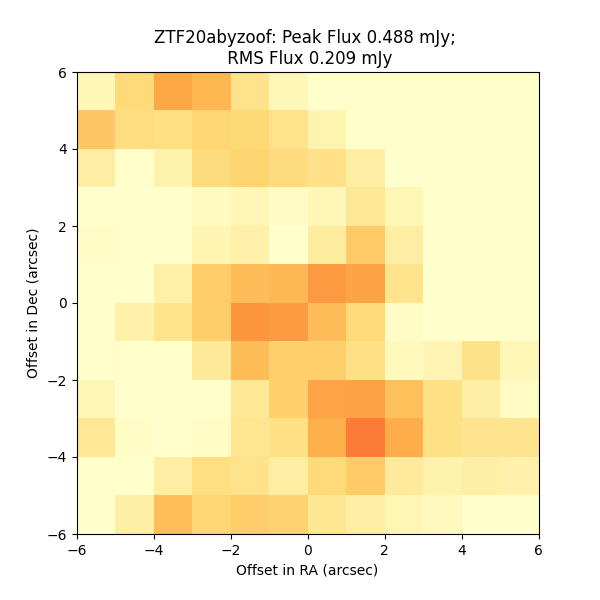 ZTF20abyzoof: Peak Flux 0.488 mJy;
RMS Flux 0.209 mJy
6
4
2
0
−2
−4
−6
Offset in Dec (arcsec)
−6 −4 −2 0 2 4 6
Offset in RA (arcsec)